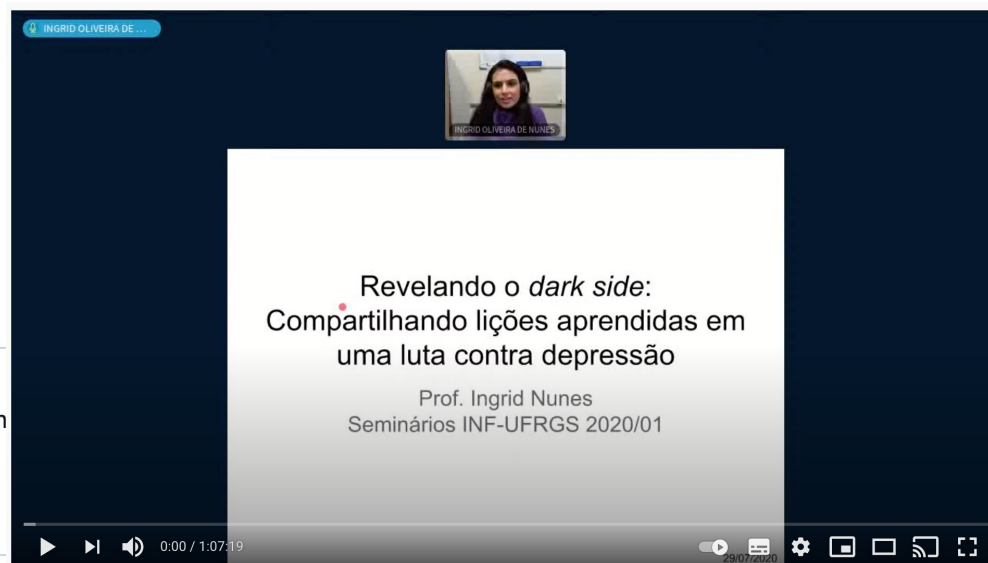 INGRID OLIVEIRA DE ...
INGRID OLIVEIRA DE NUNES
Revelando o dark side:
Compartilhando lições aprendidas em
uma luta contra depressão
Prof. Ingrid Nunes
Seminários INF-UFRGS 2020/01
0:00 / 1:07:19
29/07/2020